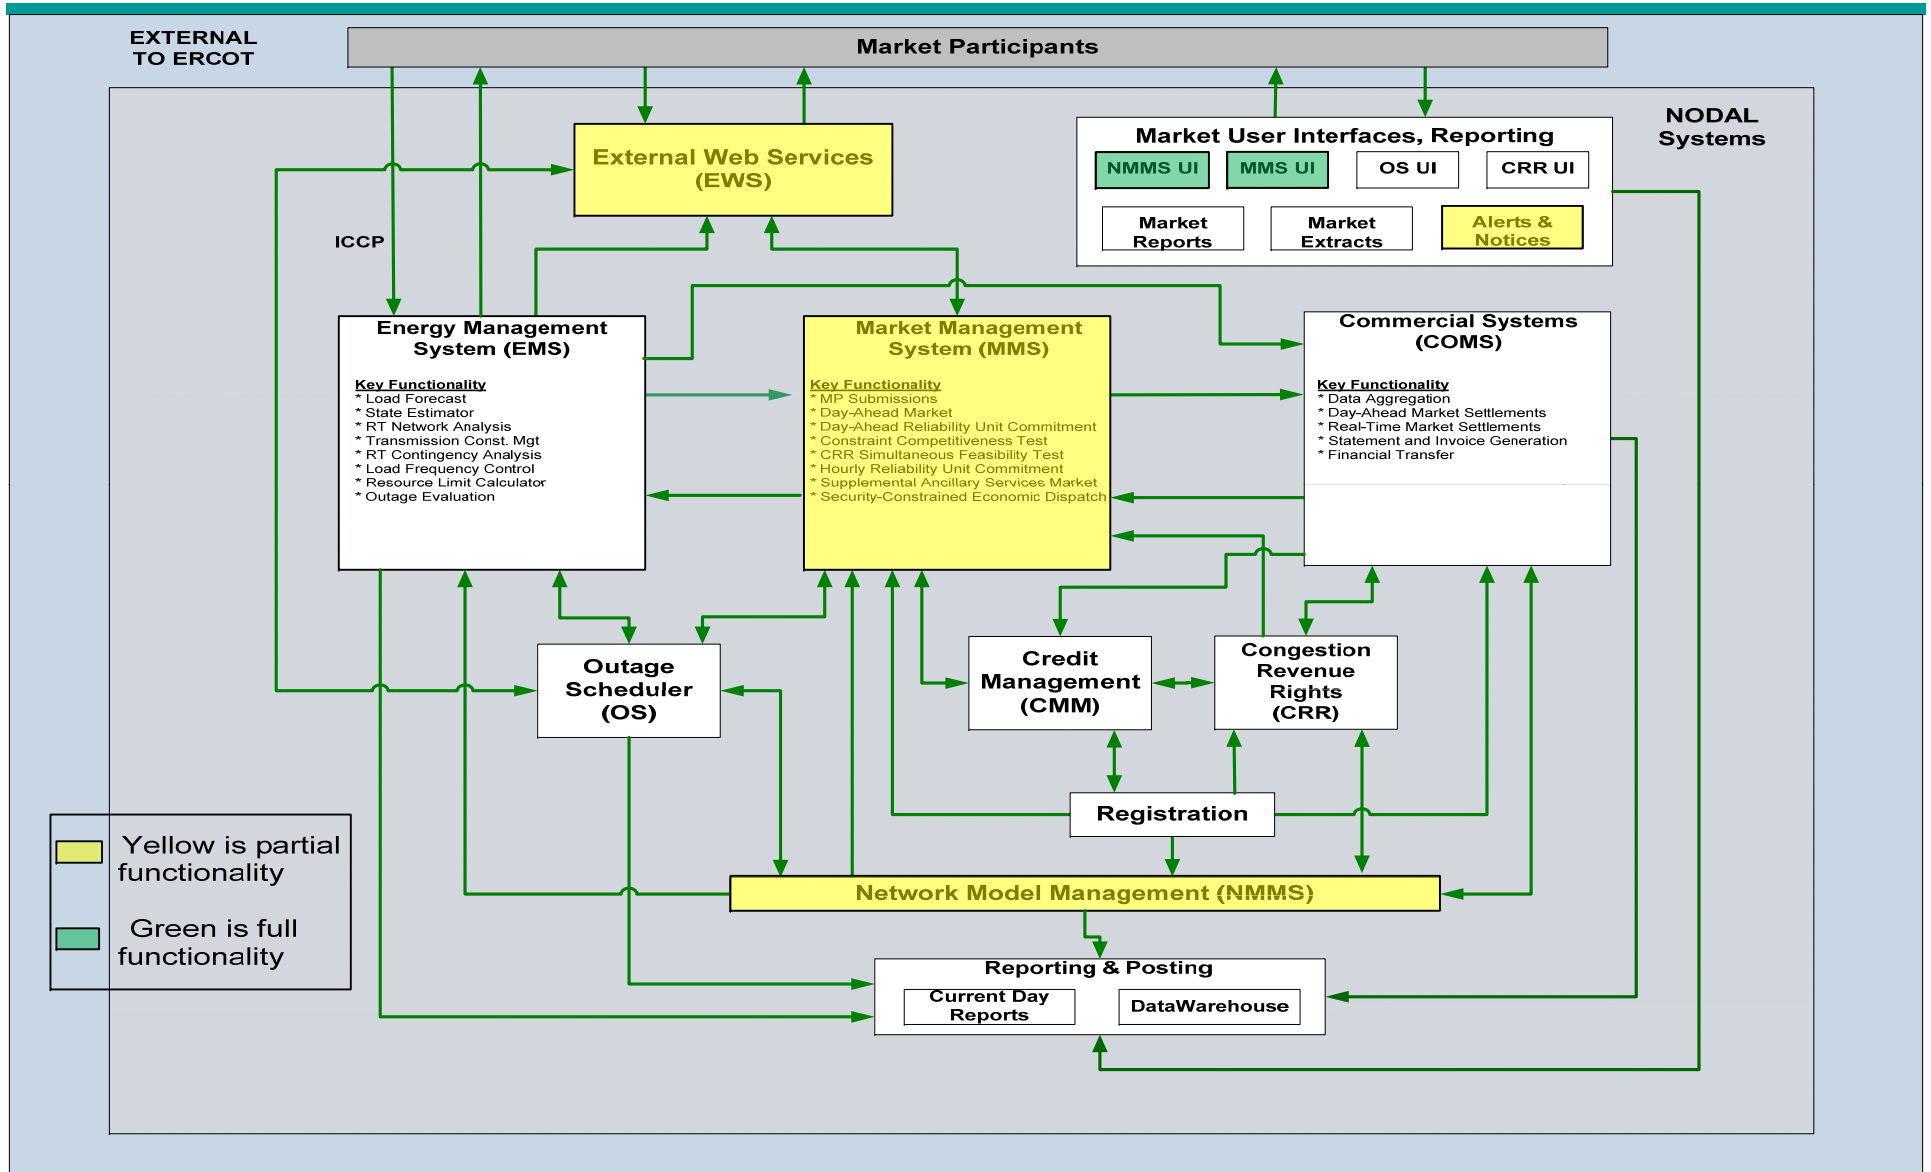 EXTERNAL
TO ERCOT
Market Participants
NODAL
Systems
External Web Services
(EWS)
Market User Interfaces, Reporting
NMMS UI
MMS UI
OS UI
CRR UI
Market
Reports
Market
Extracts
Alerts &
Notices
ICCP
Energy Management
System (EMS)
Key Functionality
* Load Forecast
* State Estimator
* RT Network Analysis
* Transmission Const. Mgt
* RT Contingency Analysis
* Load Frequency Control
* Resource Limit Calculator
* Outage Evaluation
Market Management
System (MMS)
Key Functionality
* MP Submissions
* Day-Ahead Market
* Day-Ahead Reliability Unit Commitment
* Constraint Competitiveness Test
* CRR Simultaneous Feasibility Test
* Hourly Reliability Unit Commitment
* Supplemental Ancillary Services Market
* Security-Constrained Economic Dispatch
Commercial Systems
(COMS)
Key Functionality
* Data Aggregation
* Day-Ahead Market Settlements
* Real-Time Market Settlements
* Statement and Invoice Generation
* Financial Transfer
Outage
Scheduler
(OS)
Credit
Management
(CMM)
Congestion
Revenue
Rights
(CRR)
Registration
Yellow is partial
functionality
Green is full
functionality
Network Model Management (NMMS)
Reporting & Posting
Current Day
Reports
DataWarehouse